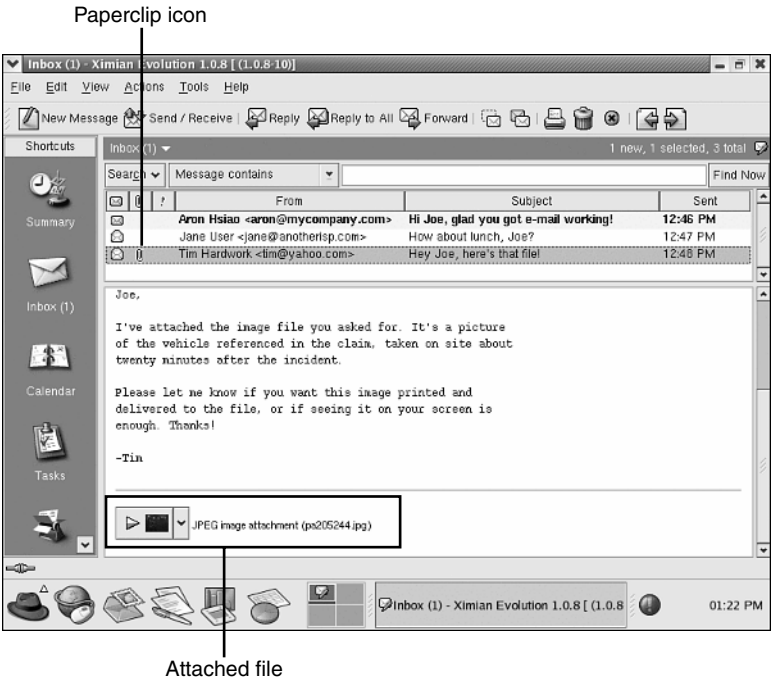 Paperclip icon
Inbox (1) - Ximian Evolution 1.0.8 [ (1.0.8-10)]
File Edit View Actions Tools Help
New Message Send / Receive Reply Reply to All Forward
Shortcuts
Inbox (1)
1 new, 1 selected, 3 total
Search Message contains Find Now
! From Subject Sent
Aron Hsiao <aron@mycompany.com> Hi Joe, glad you got e-mail working! 12:46 PM
Jane User <jane@anotherisp.com> How about lunch, Joe? 12:47 PM
Tim Hardwork <tim@yahoo.com> Hey Joe, here's that file! 12:48 PM
Summary
Inbox (1)
Calendar
Tasks
Joe,
I've attached the image file you asked for. It's a picture
of the vehicle referenced in the claim, taken on site about
twenty minutes after the incident.
Please let me know if you want this image printed and
delivered to the file, or if seeing it on your screen is
enough. Thanks!
-Tim
JPEG image attachment (pa205244.jpg)
Inbox (1) - Ximian Evolution 1.0.8 [ (1.0.8
01:22 PM
Attached file